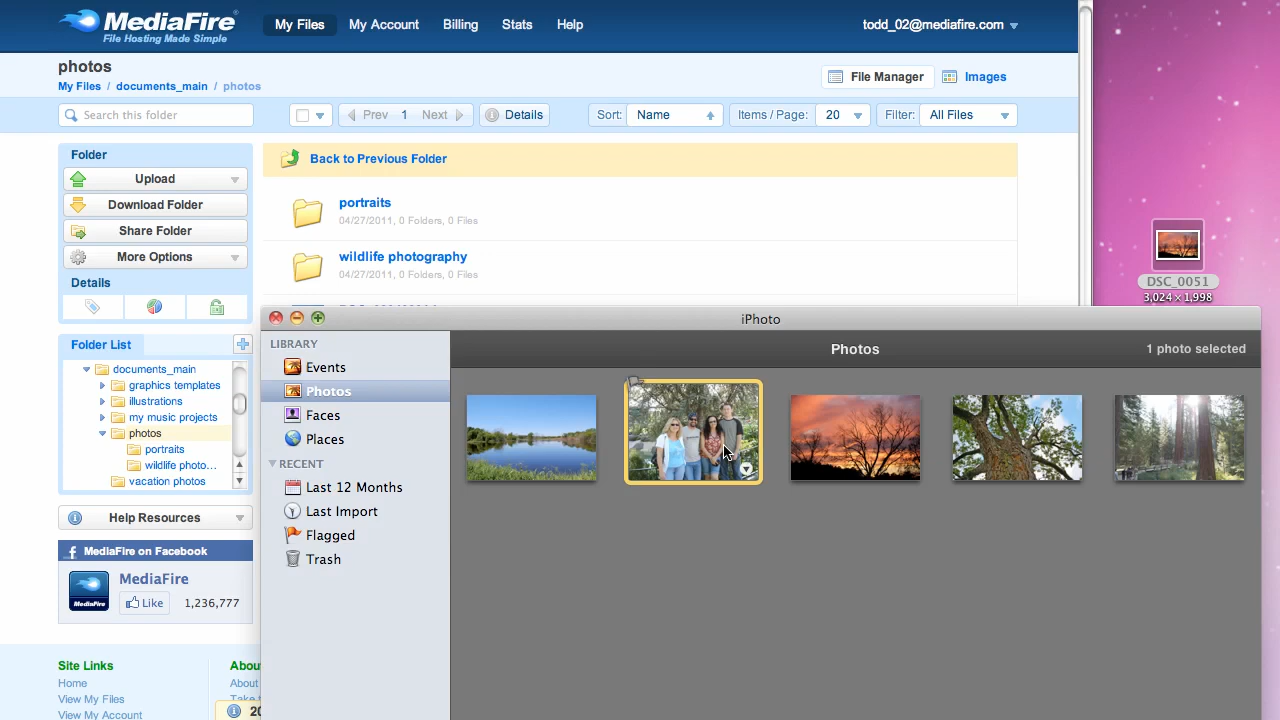 MediaFire
File Hosting Made Simple
My Files My Account Billing Stats Help
todd_02@mediafire.com
photos
My Files / documents_main / photos
File Manager Images
Search this folder
Prev 1 Next
Details
Sort: Name
Items / Page: 20
Filter: All Files
Folder
Upload
Download Folder
Share Folder
More Options
Details
Back to Previous Folder
portraits
04/27/2011, 0 Folders, 0 Files
wildlife photography
04/27/2011, 0 Folders, 0 Files
DSC_0051
3,024 × 1,998
Folder List
documents_main
graphics templates
illustrations
my music projects
photos
portraits
wildlife photo...
vacation photos
Help Resources
MediaFire on Facebook
MediaFire
MediaFire
Like 1,236,777
Site Links
Home
View My Files
View My Account
About
About
Take
20
iPhoto
LIBRARY
Events
Photos
Faces
Places
RECENT
Last 12 Months
Last Import
Flagged
Trash
Photos
1 photo selected